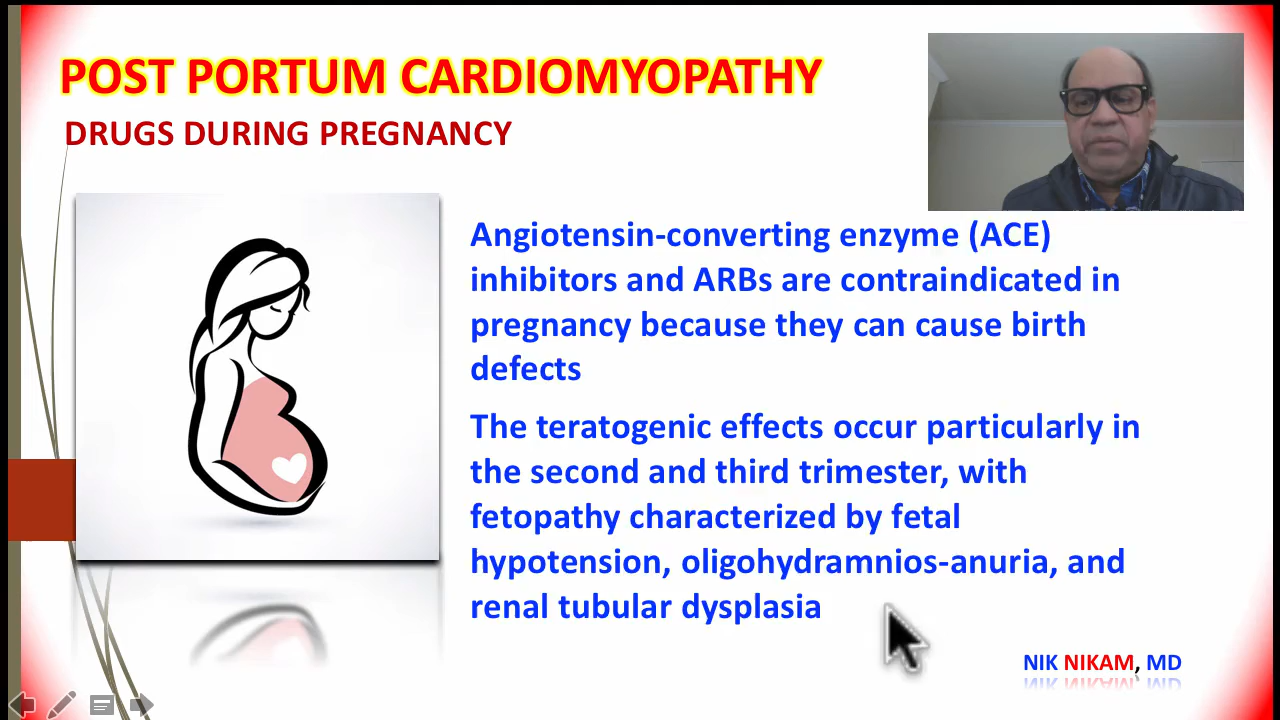 POST PORTUM CARDIOMYOPATHY
DRUGS DURING PREGNANCY
Angiotensin-converting enzyme (ACE)
inhibitors and ARBs are contraindicated in
pregnancy because they can cause birth
defects
The teratogenic effects occur particularly in
the second and third trimester, with
fetopathy characterized by fetal
hypotension, oligohydramnios-anuria, and
renal tubular dysplasia
NIK NIKAM, MD